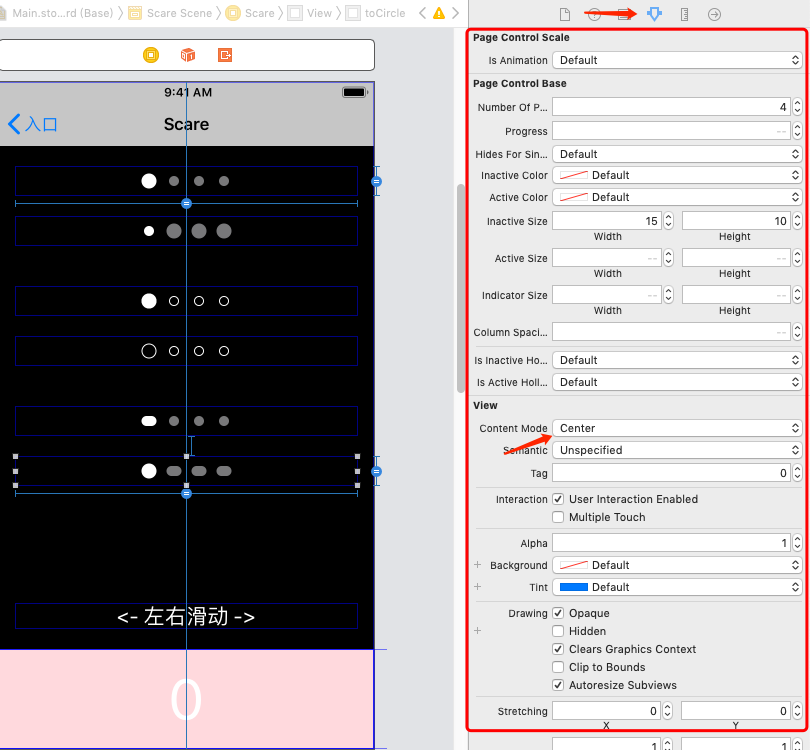 Main.sto...rd (Base) 〉 Scare Scene 〉 Scare 〉 View 〉 toCircle
9:41 AM
入口
Scare
<- 左右滑动 ->
0
Page Control Scale
Is Animation Default
Page Control Base
Number Of P... 4
Progress --
Hides For Sin... Default
Inactive Color Default
Active Color Default
Inactive Size 15 10
Width Height
Active Size -- --
Width Height
Indicator Size -- --
Width Height
Column Spaci... --
Is Inactive Ho... Default
Is Active Holl... Default
View
Content Mode Center
Semantic Unspecified
Tag 0
Interaction User Interaction Enabled
Multiple Touch
Alpha 1
+ Background Default
+ Tint Default
Drawing Opaque
+ Hidden
Clears Graphics Context
Clip to Bounds
Autoresize Subviews
Stretching 0 0
X Y
1 1